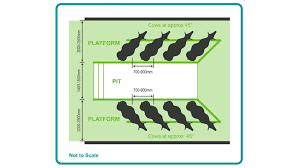 Cows at approx 45°
PLATFORM
700-800mm
PIT
700-800mm
PLATFORM
Cows at approx 45°
Not to Scale